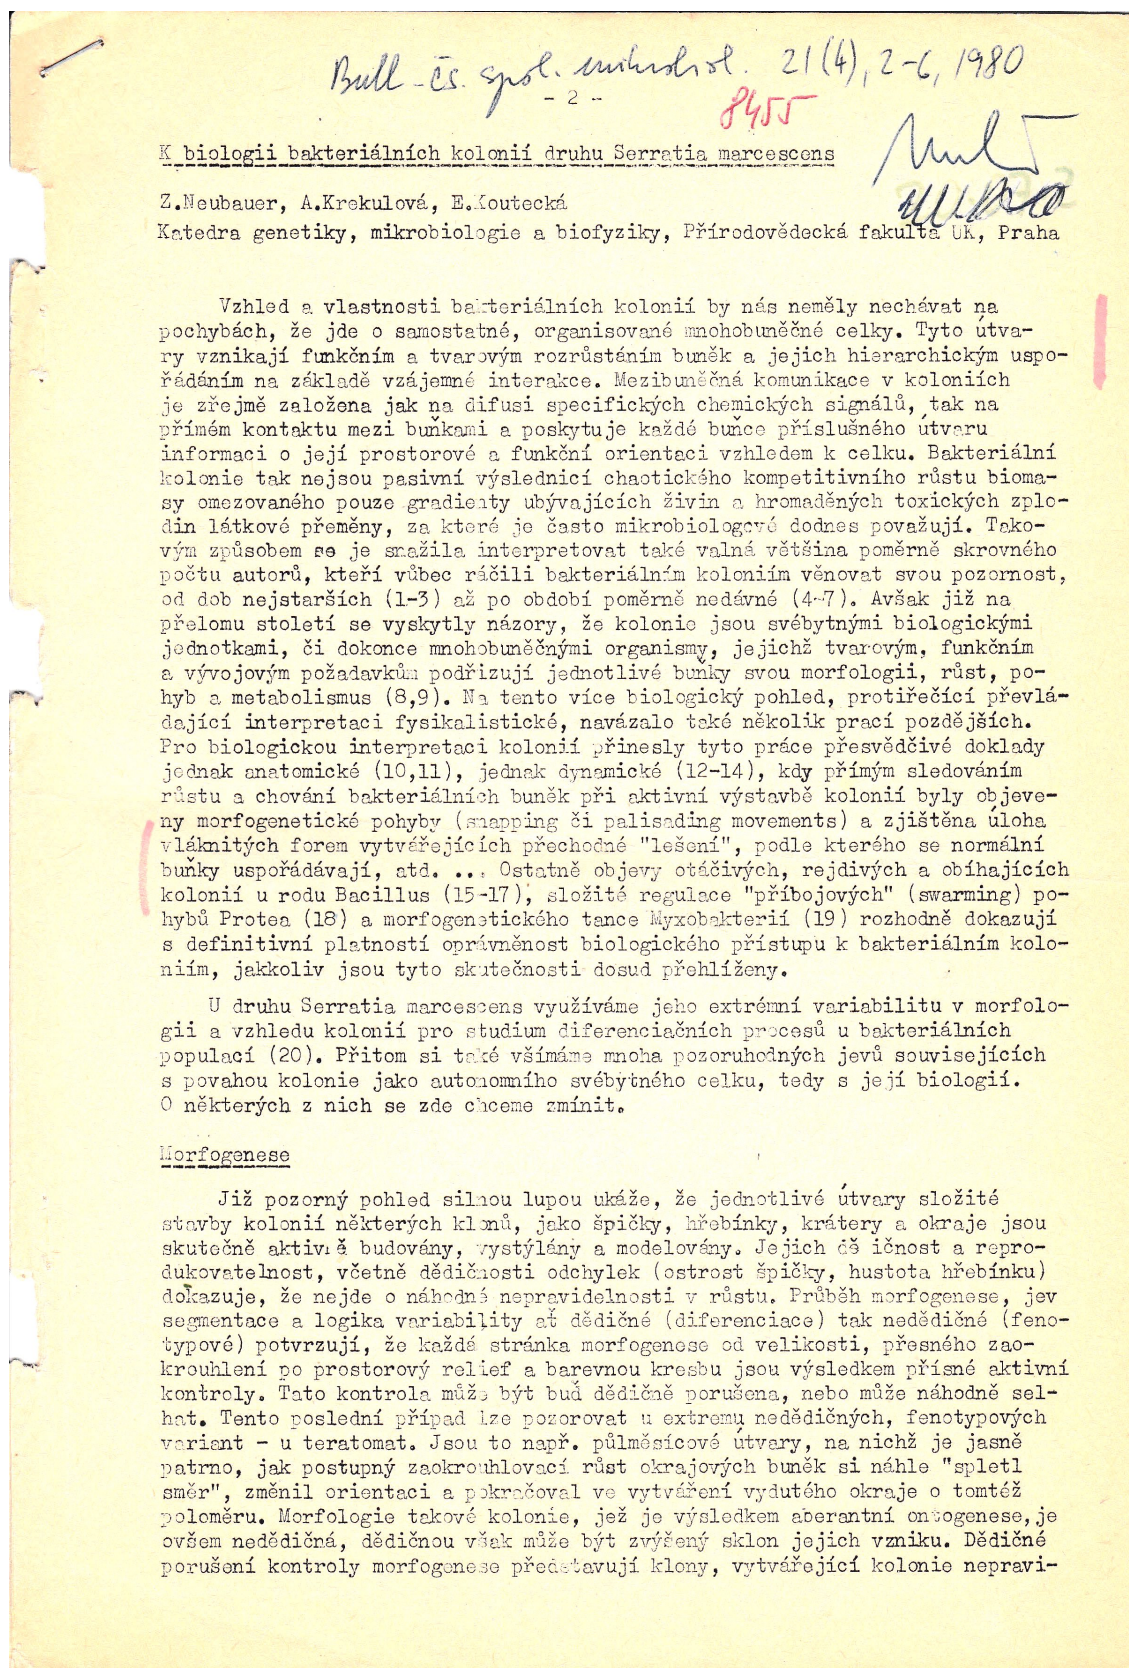 Bull. čs. spol. mikrobiol. 21(4), 2-6, 1980
- 2 -
8455
K biologii bakteriálních kolonií druhu Serratia marcescens
Z.Neubauer, A.Krekulová, E.Koutecká
Katedra genetiky, mikrobiologie a biofyziky, Přírodovědecká fakulta UK, Praha
Vzhled a vlastnosti bakteriálních kolonií by nás neměly nechávat na
pochybách, že jde o samostatné, organisované mnohobuněčné celky. Tyto útva-
ry vznikají funkčním a tvarovým rozrůstáním buněk a jejich hierarchickým uspo-
řádáním na základě vzájemné interakce. Mezibuněčná komunikace v koloniích
je zřejmě založena jak na difusi specifických chemických signálů, tak na
přímém kontaktu mezi buňkami a poskytuje každé buňce příslušného útvaru
informaci o její prostorové a funkční orientaci vzhledem k celku. Bakteriální
kolonie tak nejsou pasivní výslednicí chaotického kompetitivního růstu bioma-
sy omezovaného pouze gradienty ubývajících živin a hromaděných toxických zplo-
din látkové přeměny, za které je často mikrobiologové dodnes považují. Tako-
vým způsobem se je snažila interpretovat také valná většina poměrně skrovného
počtu autorů, kteří vůbec ráčili bakteriálním koloniím věnovat svou pozornost,
od dob nejstarších (1-3) až po období poměrně nedávné (4-7). Avšak již na
přelomu století se vyskytly názory, že kolonie jsou svébytnými biologickými
jednotkami, či dokonce mnohobuněčnými organismy, jejichž tvarovým, funkčním
a vývojovým požadavkům podřizují jednotlivé buňky svou morfologii, růst, po-
hyb a metabolismus (8,9). Na tento více biologický pohled, protiřečící převlá-
dající interpretaci fysikalistické, navázalo také několik prací pozdějších.
Pro biologickou interpretaci kolonií přinesly tyto práce přesvědčivé doklady
jednak anatomické (10,11), jednak dynamické (12-14), kdy přímým sledováním
růstu a chování bakteriálních buněk při aktivní výstavbě kolonií byly objeve-
ny morfogenetické pohyby (snapping či palisading movements) a zjištěna úloha
vláknitých forem vytvářejících přechodné "lešení", podle kterého se normální
buňky uspořádávají, atd. ... Ostatně objevy otáčivých, rejdivých a obíhajících
kolonií u rodu Bacillus (15-17), složité regulace "příbojových" (swarming) po-
hybů Protea (18) a morfogenetického tance Myxobakterií (19) rozhodně dokazují
s definitivní platností oprávněnost biologického přístupu k bakteriálním kolo-
niím, jakkoliv jsou tyto skutečnosti dosud přehlíženy.
U druhu Serratia marcescens využíváme jeho extrémní variabilitu v morfolo-
gii a vzhledu kolonií pro studium diferenciačních procesů u bakteriálních
populací (20). Přitom si také všímáme mnoha pozoruhodných jevů souvisejících
s povahou kolonie jako autonomního svébytného celku, tedy s její biologií.
O některých z nich se zde chceme zmínit.
Morfogenese
Již pozorný pohled silnou lupou ukáže, že jednotlivé útvary složité
stavby kolonií některých klonů, jako špičky, hřebínky, krátery a okraje jsou
skutečně aktivně budovány, vystýlány a modelovány. Jejich a repro-
dukovatelnost, včetně dědičnosti odchylek (ostrost špičky, hustota hřebínku)
dokazuje, že nejde o náhodné nepravidelnosti v růstu. Průběh morfogenese, jev
segmentace a logika variability ať dědičné (diferenciace) tak nedědičné (feno-
typové) potvrzují, že každá stránka morfogenese od velikosti, přesného zao-
krouhlení po prostorový relief a barevnou kresbu jsou výsledkem přísné aktivní
kontroly. Tato kontrola může být buď dědičně porušena, nebo může náhodně sel-
hat. Tento poslední případ lze pozorovat u extremu nedědičných, fenotypových
variant - u teratomat. Jsou to např. půlměsícové útvary, na nichž je jasně
patrno, jak postupný zaokrouhlovací růst okrajových buněk si náhle "spletl
směr", změnil orientaci a pokračoval ve vytváření vydutého okraje o tomtéž
poloměru. Morfologie takové kolonie, jež je výsledkem aberantní ontogenese, je
ovšem nedědičná, dědičnou však může být zvýšený sklon jejich vzniku. Dědičné
porušení kontroly morfogenese představují klony, vytvářející kolonie nepravi-